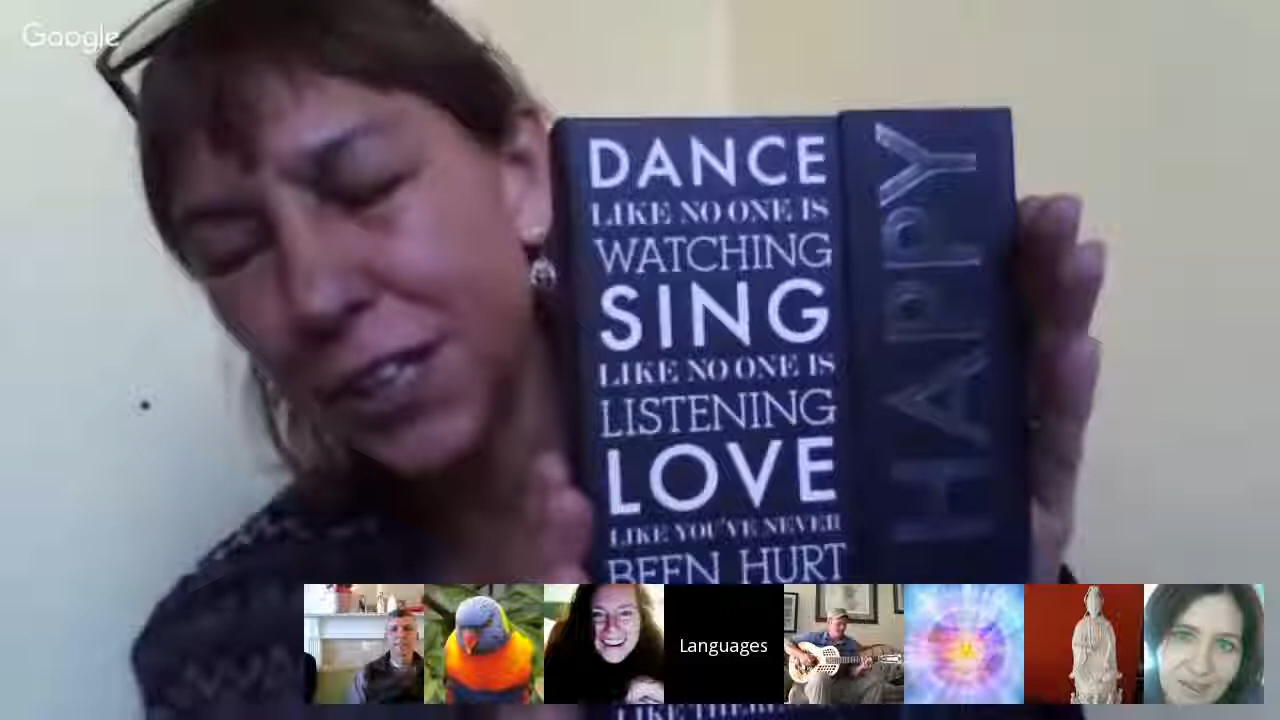 Google
DANCE
LIKE NO ONE IS
WATCHING
SING
LIKE NO ONE IS
LISTENING
LOVE
LIKE YOU'VE NEVER
BEEN HURT
HAPPY
Languages
LIKE